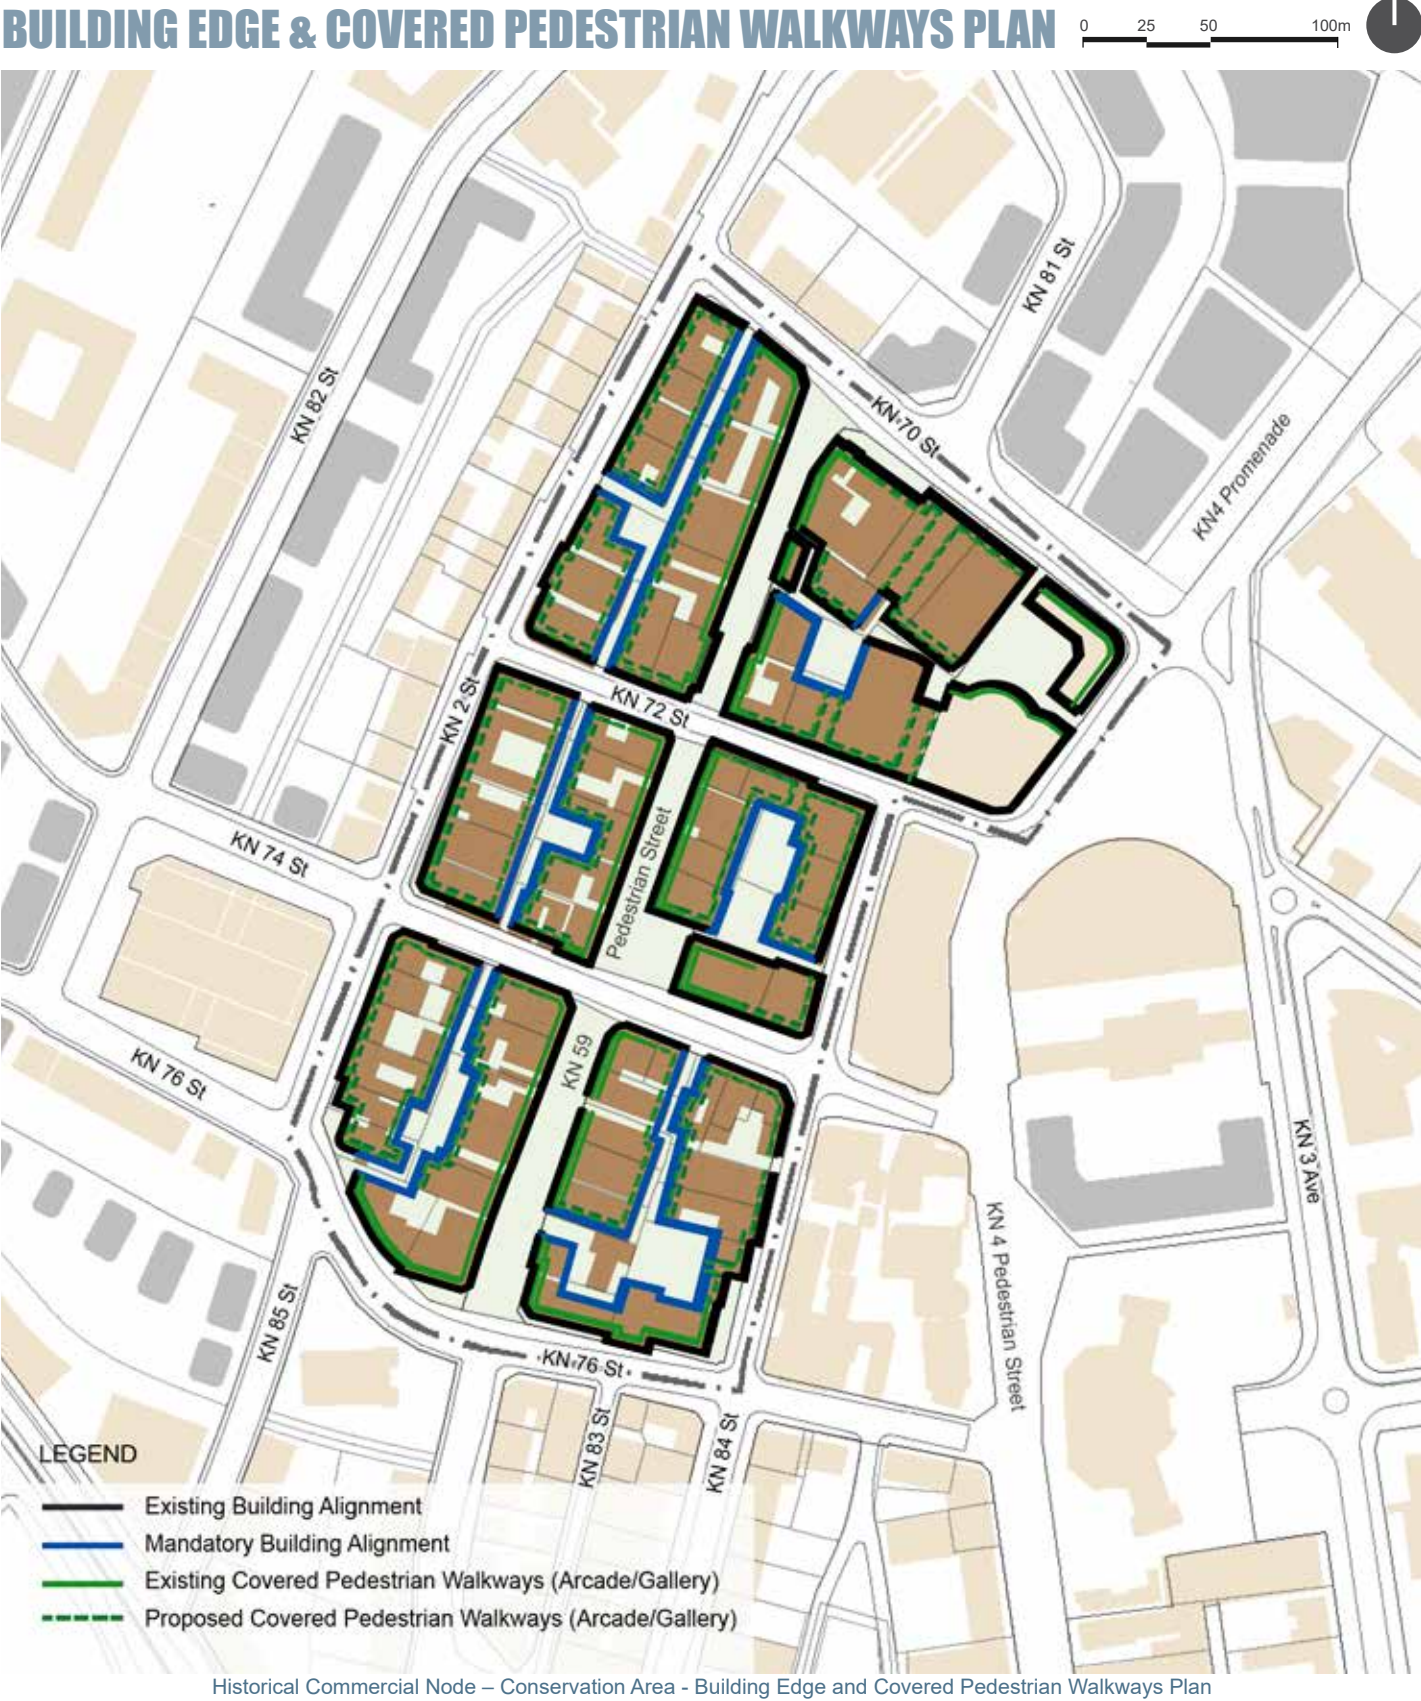 BUILDING EDGE & COVERED PEDESTRIAN WALKWAYS PLAN
0 25 50 100m
KN 81 St
KN 82 St
KN 70 St
KN4 Promenade
KN 2 St
KN 72 St
KN 74 St
Pedestrian Street
KN 59
KN 76 St
KN 3 Ave
KN 4 Pedestrian Street
KN 85 St
KN 76 St
KN 83 St
KN 84 St
LEGEND
Existing Building Alignment
Mandatory Building Alignment
Existing Covered Pedestrian Walkways (Arcade/Gallery)
Proposed Covered Pedestrian Walkways (Arcade/Gallery)
Historical Commercial Node – Conservation Area - Building Edge and Covered Pedestrian Walkways Plan